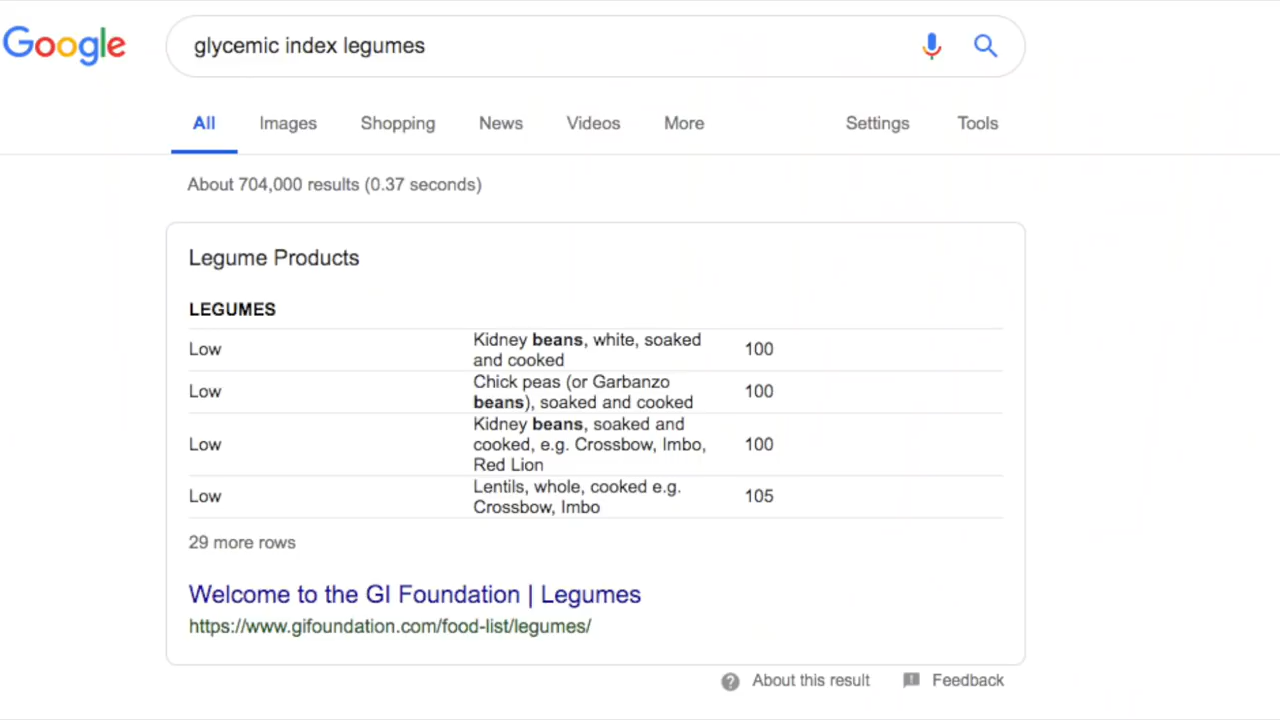 Google
glycemic index legumes
All Images Shopping News Videos More Settings Tools
About 704,000 results (0.37 seconds)
Legume Products
LEGUMES
Low Kidney beans, white, soaked and cooked 100
Low Chick peas (or Garbanzo beans), soaked and cooked 100
Low Kidney beans, soaked and cooked, e.g. Crossbow, Imbo, Red Lion 100
Low Lentils, whole, cooked e.g. Crossbow, Imbo 105
29 more rows
Welcome to the GI Foundation | Legumes
https://www.gifoundation.com/food-list/legumes/
About this result Feedback